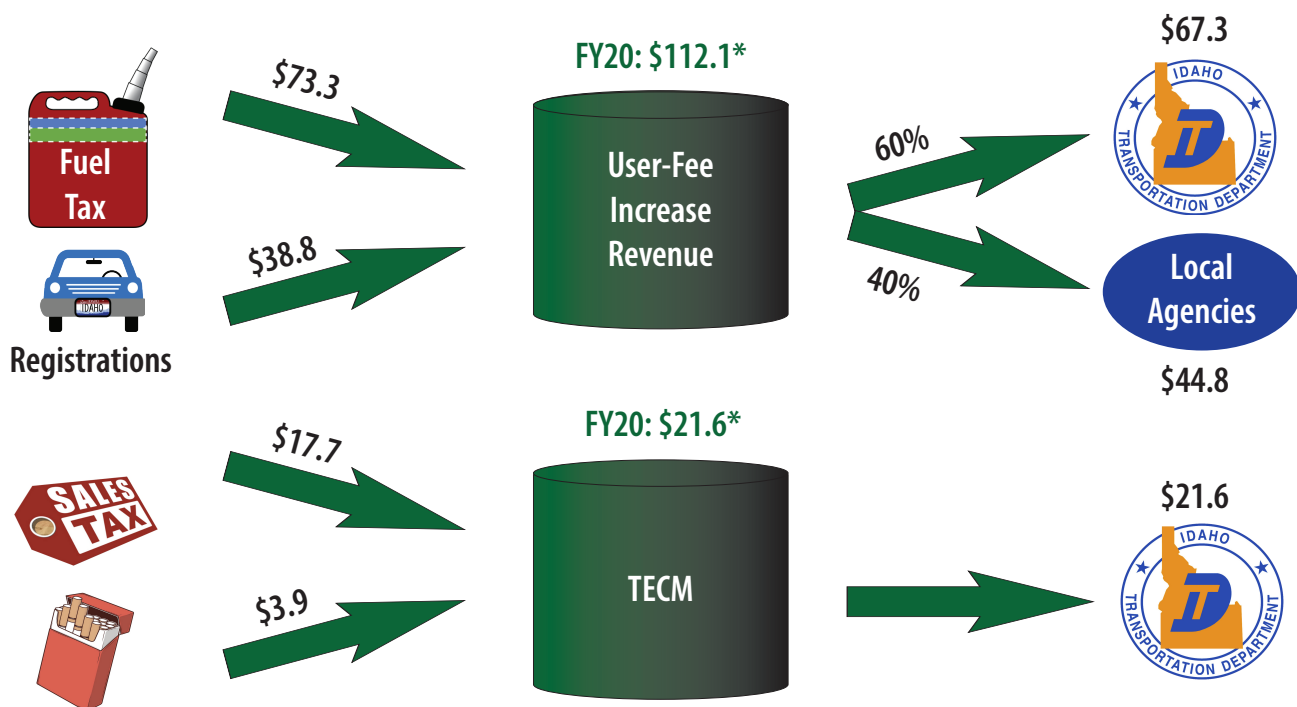 $73.3
FY20: $112.1*
$67.3
Fuel
Tax
User-Fee
Increase
Revenue
60%
40%
IDAHO
TRANSPORTATION DEPARTMENT
IDT
$38.8
IDAHO
Registrations
Local
Agencies
$44.8
$17.7
FY20: $21.6*
$21.6
SALES
TAX
TECM
$3.9
IDAHO
TRANSPORTATION DEPARTMENT
IDT